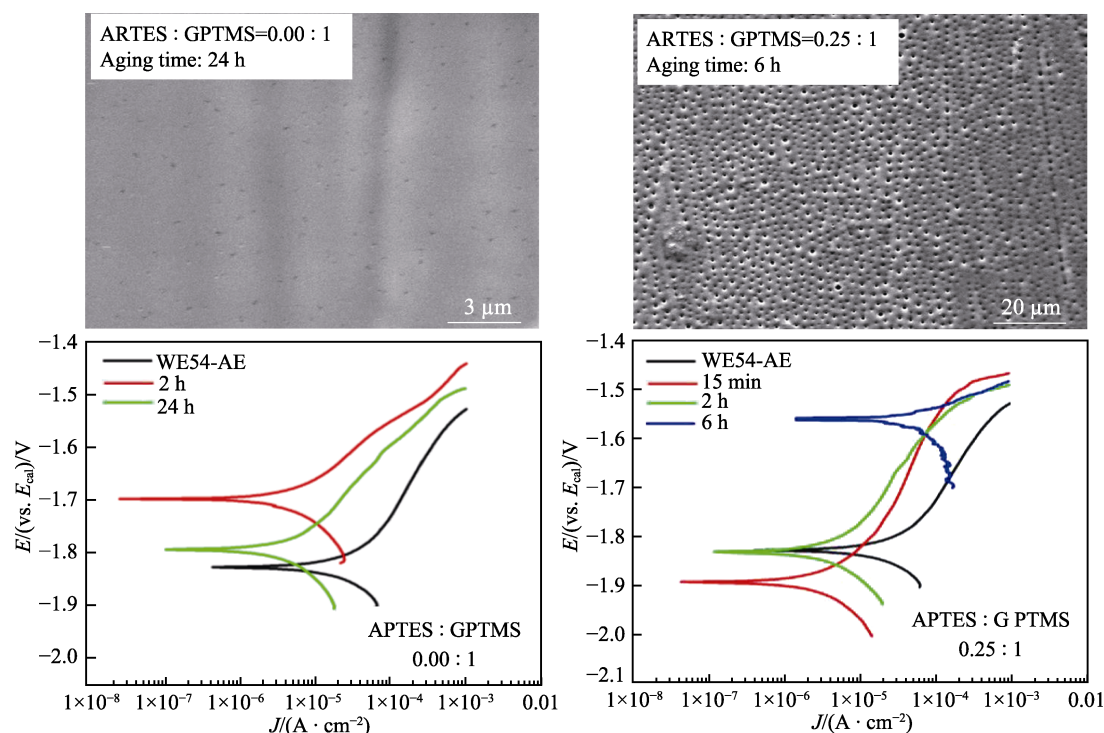 ARTES : GPTMS=0.00 : 1
Aging time: 24 h
3 µm
ARTES : GPTMS=0.25 : 1
Aging time: 6 h
20 µm
−1.4
−1.5
−1.6
−1.7
−1.8
−1.9
−2.0
E/(vs. Ecal)/V
WE54-AE
2 h
24 h
APTES : GPTMS
0.00 : 1
1×10⁻⁸
1×10⁻⁷
1×10⁻⁶
1×10⁻⁵
1×10⁻⁴
1×10⁻³
0.01
J/(A · cm⁻²)
−1.4
−1.5
−1.6
−1.7
−1.8
−1.9
−2.0
−2.1
E/(vs. Ecal)/V
WE54-AE
15 min
2 h
6 h
APTES : G PTMS
0.25 : 1
1×10⁻⁸
1×10⁻⁷
1×10⁻⁶
1×10⁻⁵
1×10⁻⁴
1×10⁻³
0.01
J/(A · cm⁻²)